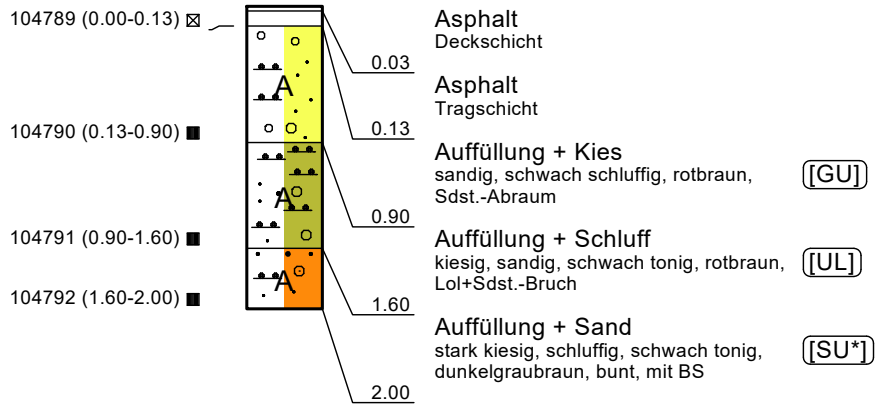 104789 (0.00-0.13)
Asphalt
Deckschicht
0.03
Asphalt
Tragschicht
A
104790 (0.13-0.90)
0.13
Auffüllung + Kies
sandig, schwach schluffig, rotbraun,
Sdst.-Abraum
[GU]
A
0.90
104791 (0.90-1.60)
Auffüllung + Schluff
kiesig, sandig, schwach tonig, rotbraun,
Lol+Sdst.-Bruch
[UL]
A
104792 (1.60-2.00)
1.60
Auffüllung + Sand
stark kiesig, schluffig, schwach tonig,
dunkelgraubraun, bunt, mit BS
[SU*]
2.00